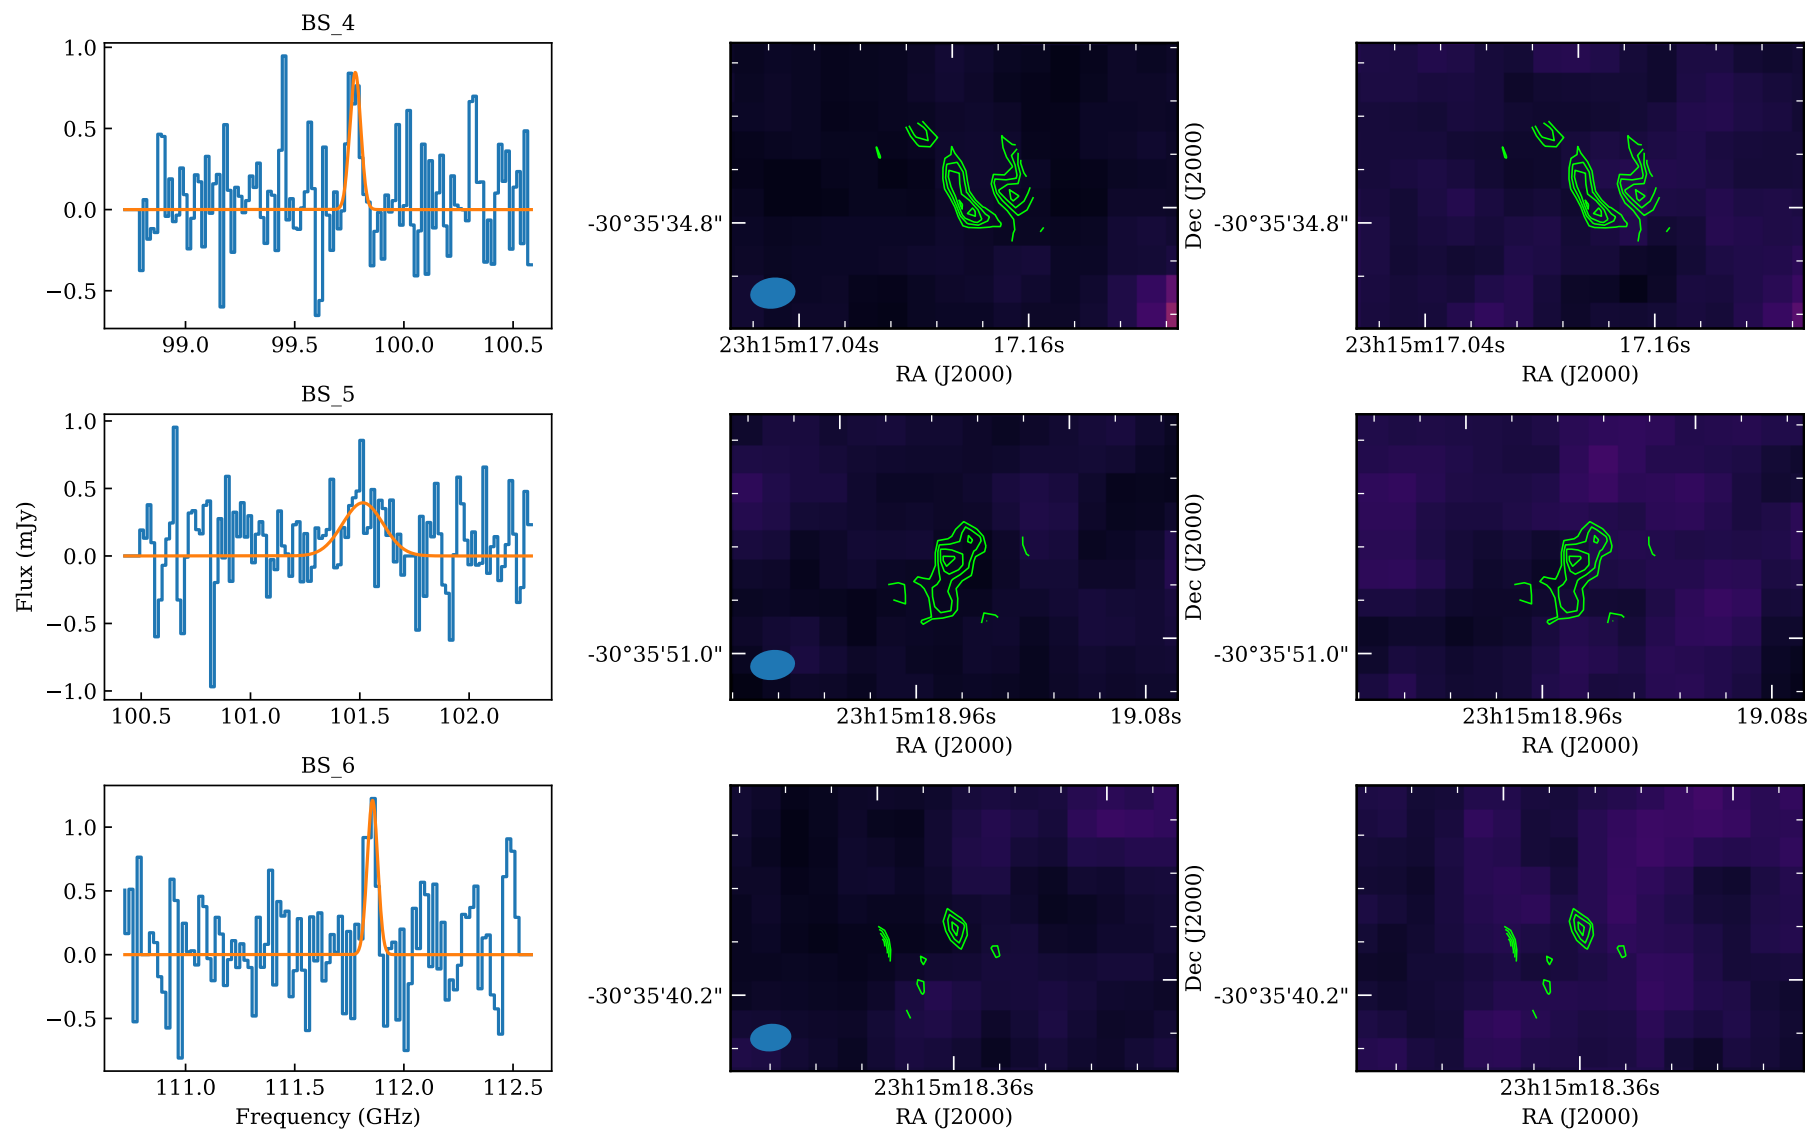 BS_4
1.0
0.5
0.0
−0.5
99.0 99.5 100.0 100.5
-30°35'34.8"
23h15m17.04s 17.16s
RA (J2000)
Dec (J2000)
-30°35'34.8"
23h15m17.04s 17.16s
RA (J2000)
BS_5
Flux (mJy)
1.0
0.5
0.0
−0.5
−1.0
100.5 101.0 101.5 102.0
-30°35'51.0"
23h15m18.96s 19.08s
RA (J2000)
Dec (J2000)
-30°35'51.0"
23h15m18.96s 19.08s
RA (J2000)
BS_6
1.0
0.5
0.0
−0.5
111.0 111.5 112.0 112.5
Frequency (GHz)
-30°35'40.2"
23h15m18.36s
RA (J2000)
Dec (J2000)
-30°35'40.2"
23h15m18.36s
RA (J2000)